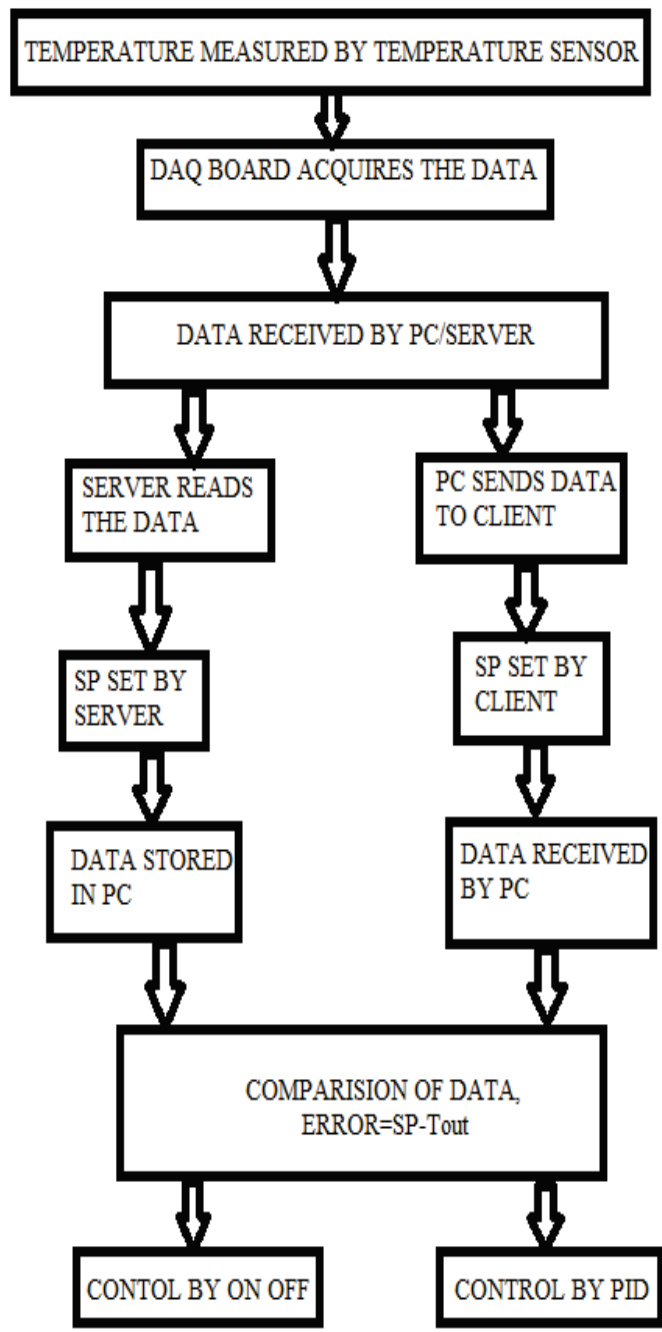 TEMPERATURE MEASURED BY TEMPERATURE SENSOR
DAQ BOARD ACQUIRES THE DATA
DATA RECEIVED BY PC/SERVER
SERVER READS
THE DATA
PC SENDS DATA
TO CLIENT
SP SET BY
SERVER
SP SET BY
CLIENT
DATA STORED
IN PC
DATA RECEIVED
BY PC
COMPARISION OF DATA,
ERROR=SP-Tout
CONTOL BY ON OFF
CONTROL BY PID